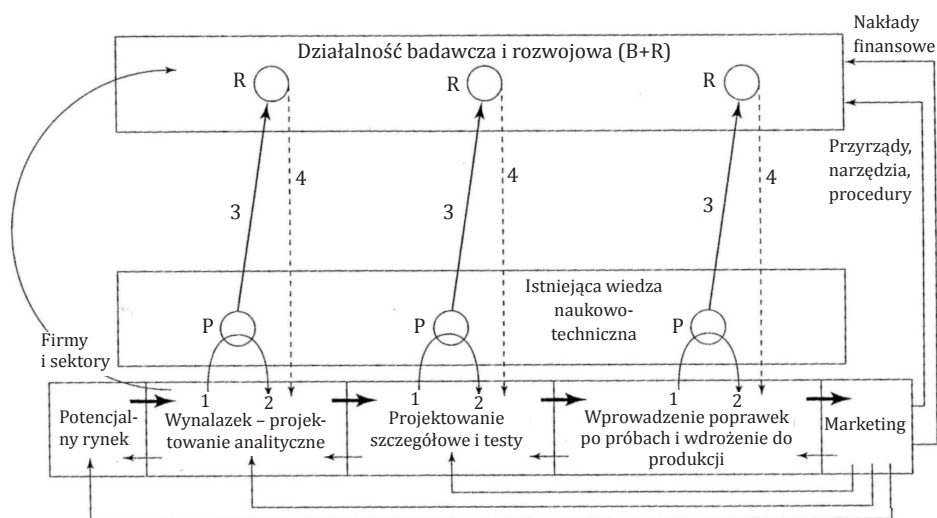 Nakłady
finansowe
Działalność badawcza i rozwojowa (B+R)
R
R
R
4
4
4
3
3
3
Przyrządy,
narzędzia,
procedury
Istniejąca wiedza
naukowo-
techniczna
P
P
P
Firmy
i sektory
1
2
1
2
1
2
Potencjal-
ny rynek
Wynalazek – projek-
towanie analityczne
Projektowanie
szczegółowe i testy
Wprowadzenie poprawek
po próbach i wdrożenie do
produkcji
Marketing